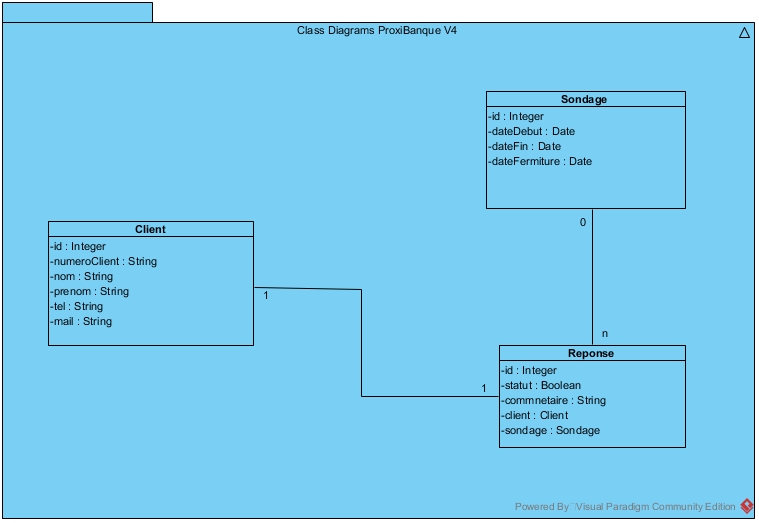 Class Diagrams ProxiBanque V4
Sondage
-id : Integer
-dateDebut : Date
-dateFin : Date
-dateFermiture : Date
0
Client
-id : Integer
-numeroClient : String
-nom : String
-prenom : String
-tel : String
-mail : String
1
n
1
Reponse
-id : Integer
-statut : Boolean
-commnetaire : String
-client : Client
-sondage : Sondage
Powered By Visual Paradigm Community Edition